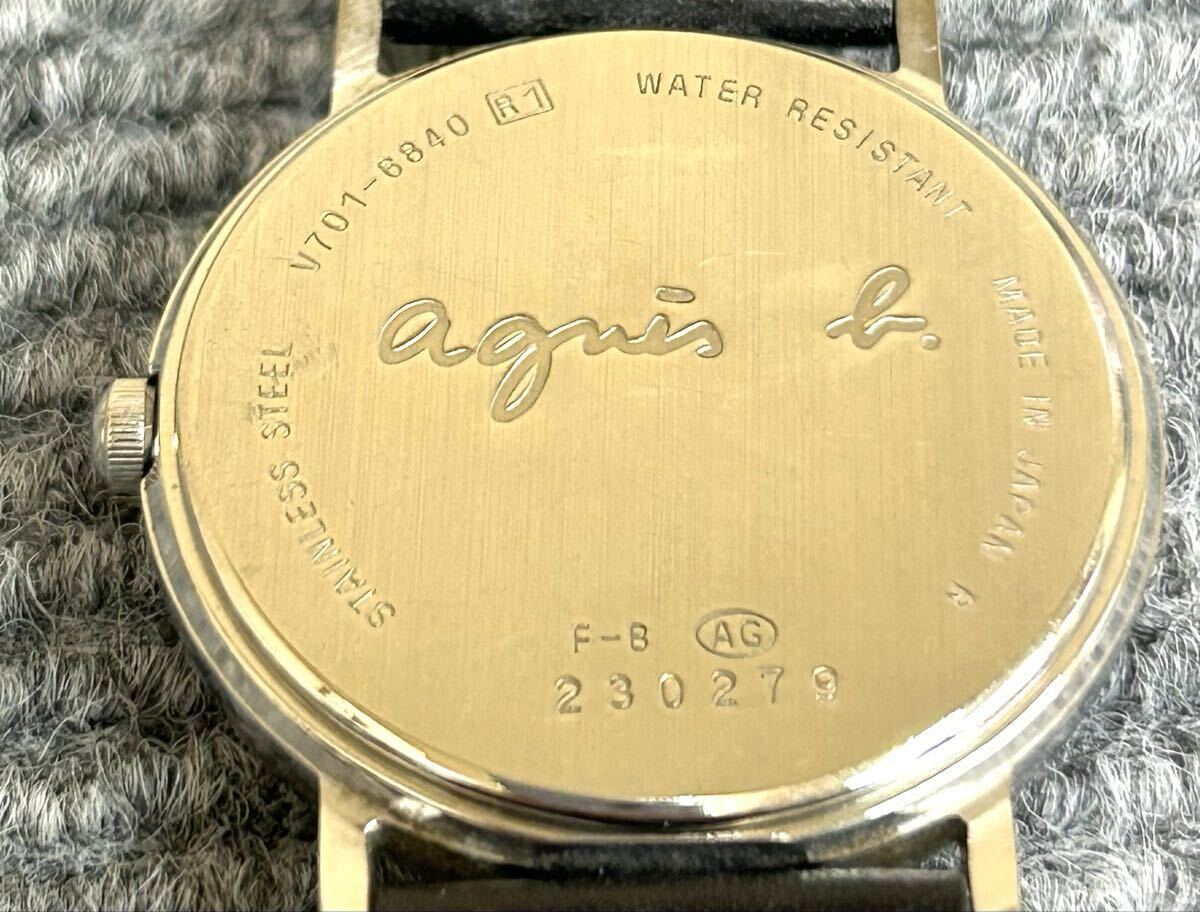 V701-6840 R1
WATER RESISTANT
MADE IN JAPAN R
STAINLESS STEEL
agnès b.
F-B AG
230279